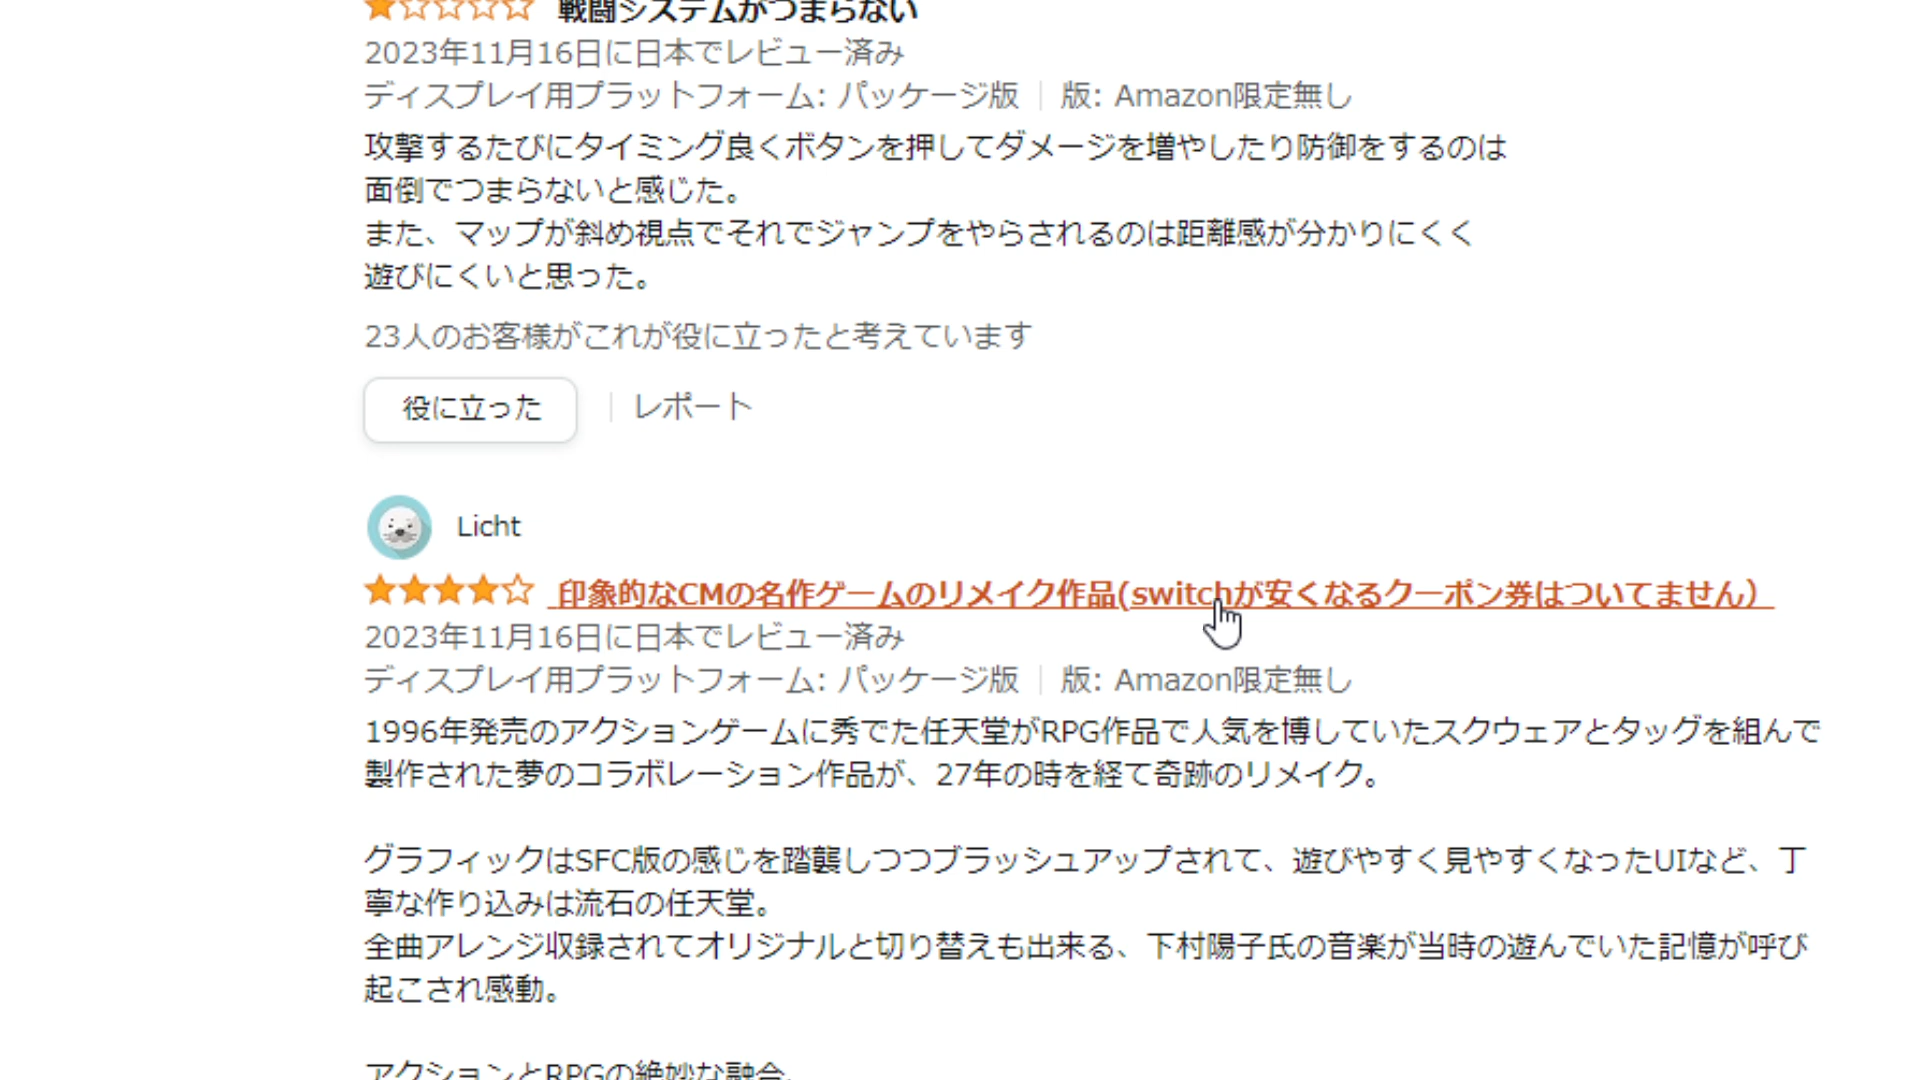 戦闘システムがつまらない
2023年11月16日に日本でレビュー済み
ディスプレイ用プラットフォーム: パッケージ版 | 版: Amazon限定無し
攻撃するたびにタイミング良くボタンを押してダメージを増やしたり防御をするのは
面倒でつまらないと感じた。
また、マップが斜め視点でそれでジャンプをやらされるのは距離感が分かりにくく
遊びにくいと思った。
23人のお客様がこれが役に立ったと考えています
役に立った | レポート
Licht
印象的なCMの名作ゲームのリメイク作品(switchが安くなるクーポン券はついてません）
2023年11月16日に日本でレビュー済み
ディスプレイ用プラットフォーム: パッケージ版 | 版: Amazon限定無し
1996年発売のアクションゲームに秀でた任天堂がRPG作品で人気を博していたスクウェアとタッグを組んで
製作された夢のコラボレーション作品が、27年の時を経て奇跡のリメイク。
グラフィックはSFC版の感じを踏襲しつつブラッシュアップされて、遊びやすく見やすくなったUIなど、丁
寧な作り込みは流石の任天堂。
全曲アレンジ収録されてオリジナルと切り替えも出来る、下村陽子氏の音楽が当時の遊んでいた記憶が呼び
起こされ感動。
アクションとRPGの絶妙な融合、